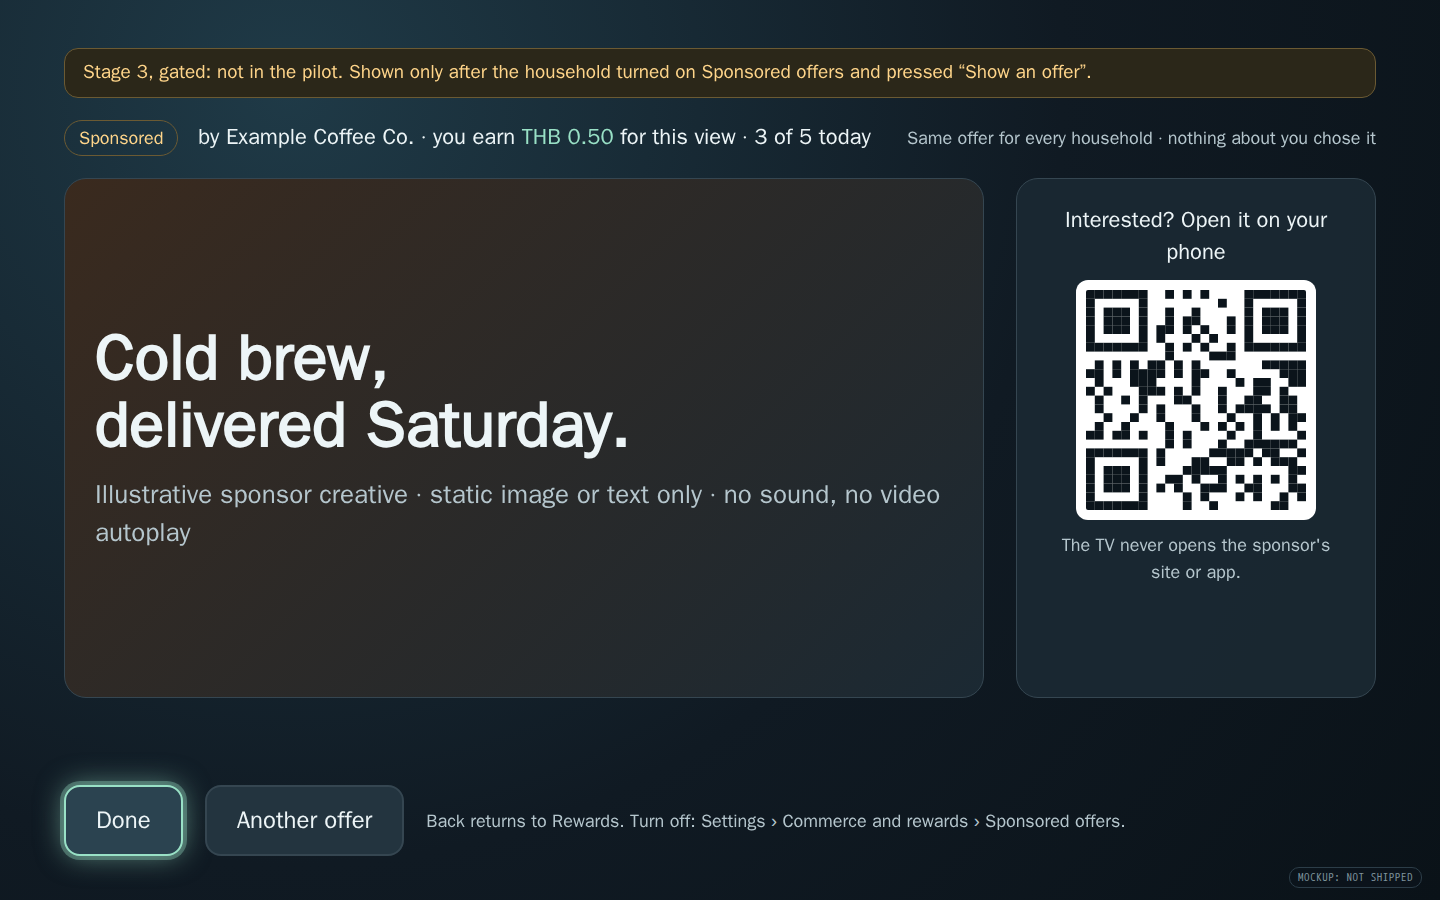 Stage 3, gated: not in the pilot. Shown only after the household turned on Sponsored offers and pressed “Show an offer”.
Sponsored
by Example Coffee Co. · you earn THB 0.50 for this view · 3 of 5 today
Same offer for every household · nothing about you chose it
Cold brew,
delivered Saturday.
Illustrative sponsor creative · static image or text only · no sound, no video
autoplay
Interested? Open it on your
phone
The TV never opens the sponsor's
site or app.
Done
Another offer
Back returns to Rewards. Turn off: Settings › Commerce and rewards › Sponsored offers.
MOCKUP: NOT SHIPPED